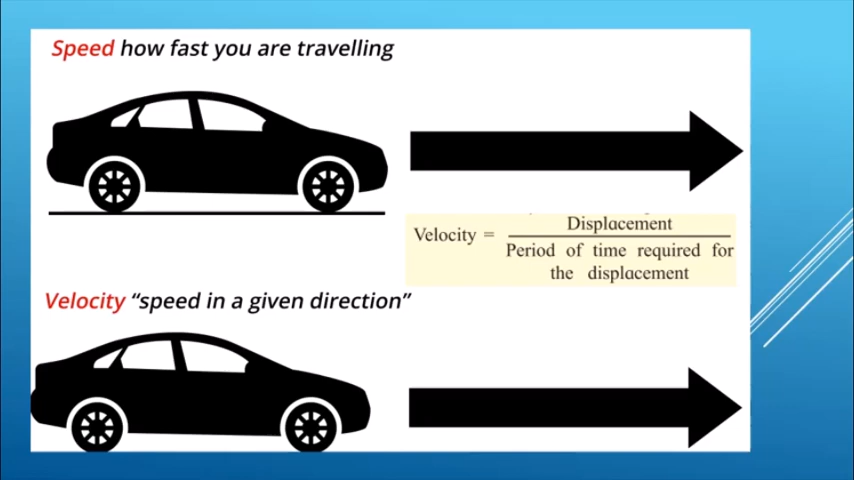 Speed how fast you are travelling
Displacement
Velocity =
Period of time required for
the displacement
Velocity “speed in a given direction”